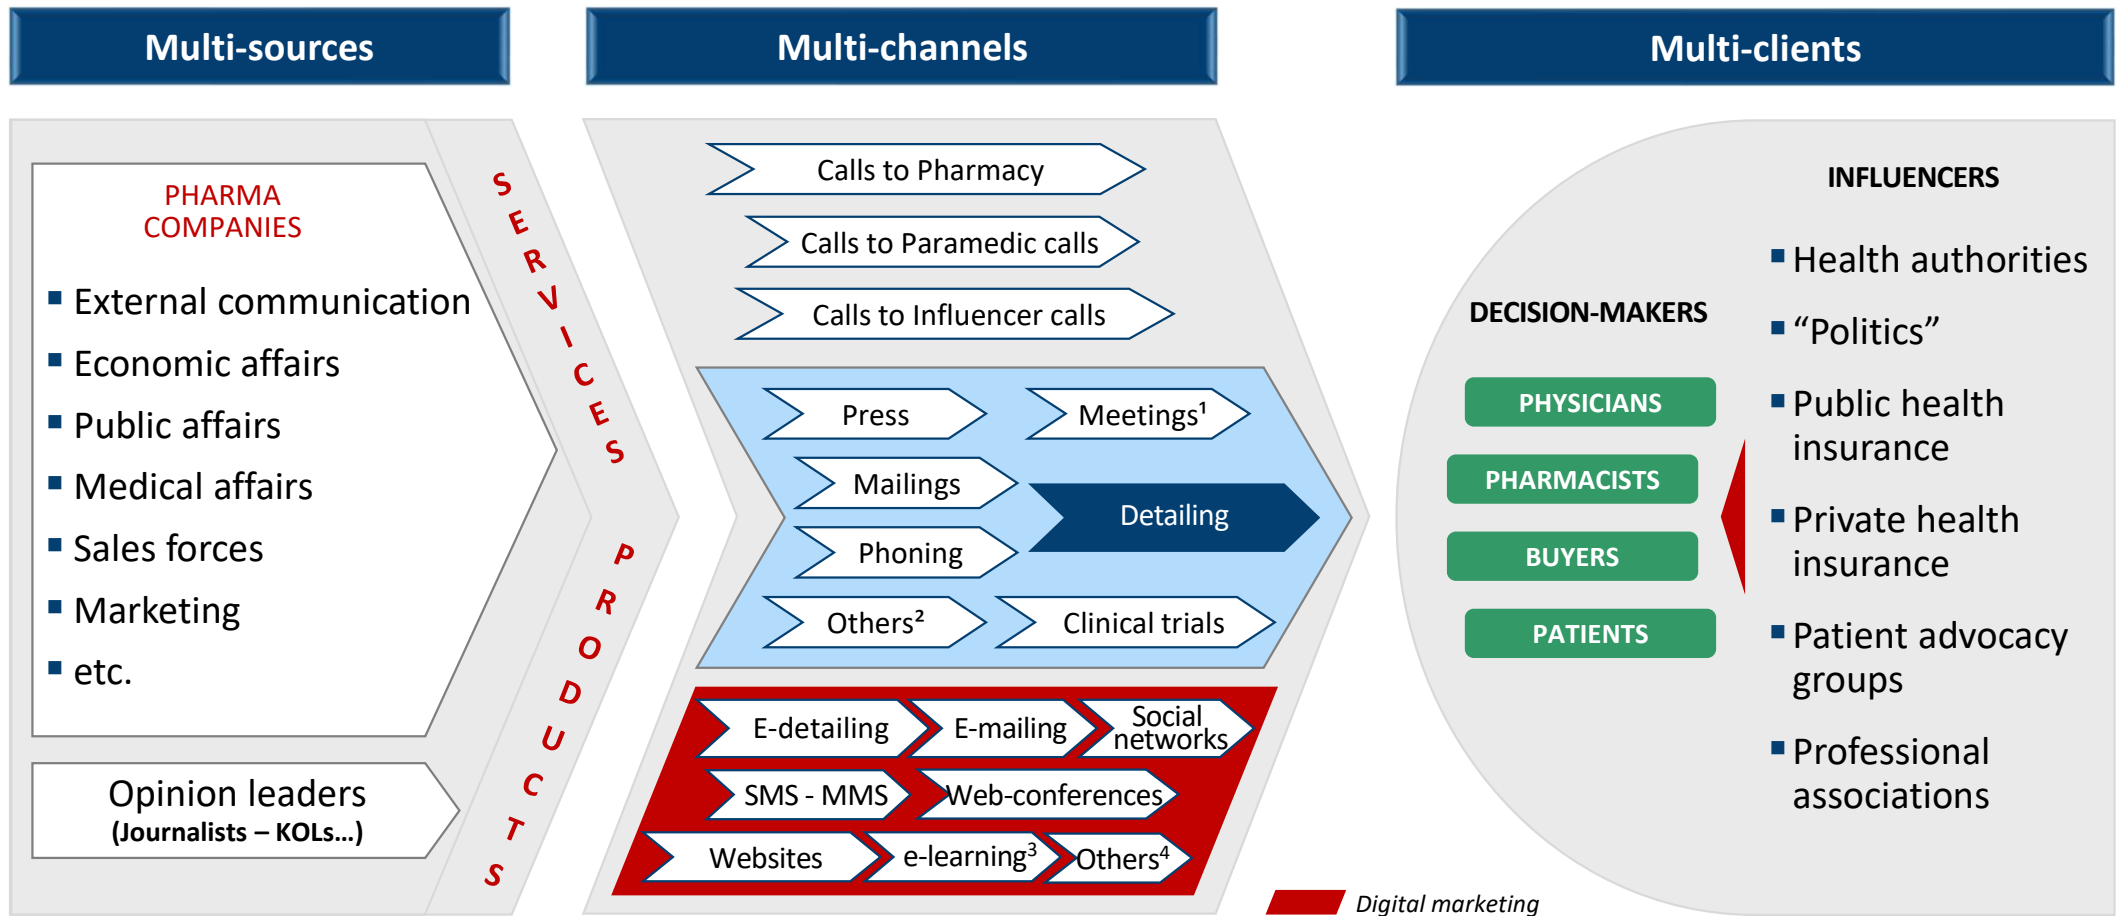 Multi-sources
Multi-channels
Multi-clients
PHARMA
COMPANIES
▪ External communication
▪ Economic affairs
▪ Public affairs
▪ Medical affairs
▪ Sales forces
▪ Marketing
▪ etc.
Opinion leaders
(Journalists – KOLs...)
SERVICES
PRODUCTS
Calls to Pharmacy
Calls to Paramedic calls
Calls to Influencer calls
Press
Meetings¹
Mailings
Detailing
Phoning
Others²
Clinical trials
E-detailing
E-mailing
Social
networks
SMS - MMS
Web-conferences
Websites
e-learning³
Others⁴
Digital marketing
DECISION-MAKERS
PHYSICIANS
PHARMACISTS
BUYERS
PATIENTS
INFLUENCERS
▪ Health authorities
▪ “Politics”
▪ Public health
insurance
▪ Private health
insurance
▪ Patient advocacy
groups
▪ Professional
associations